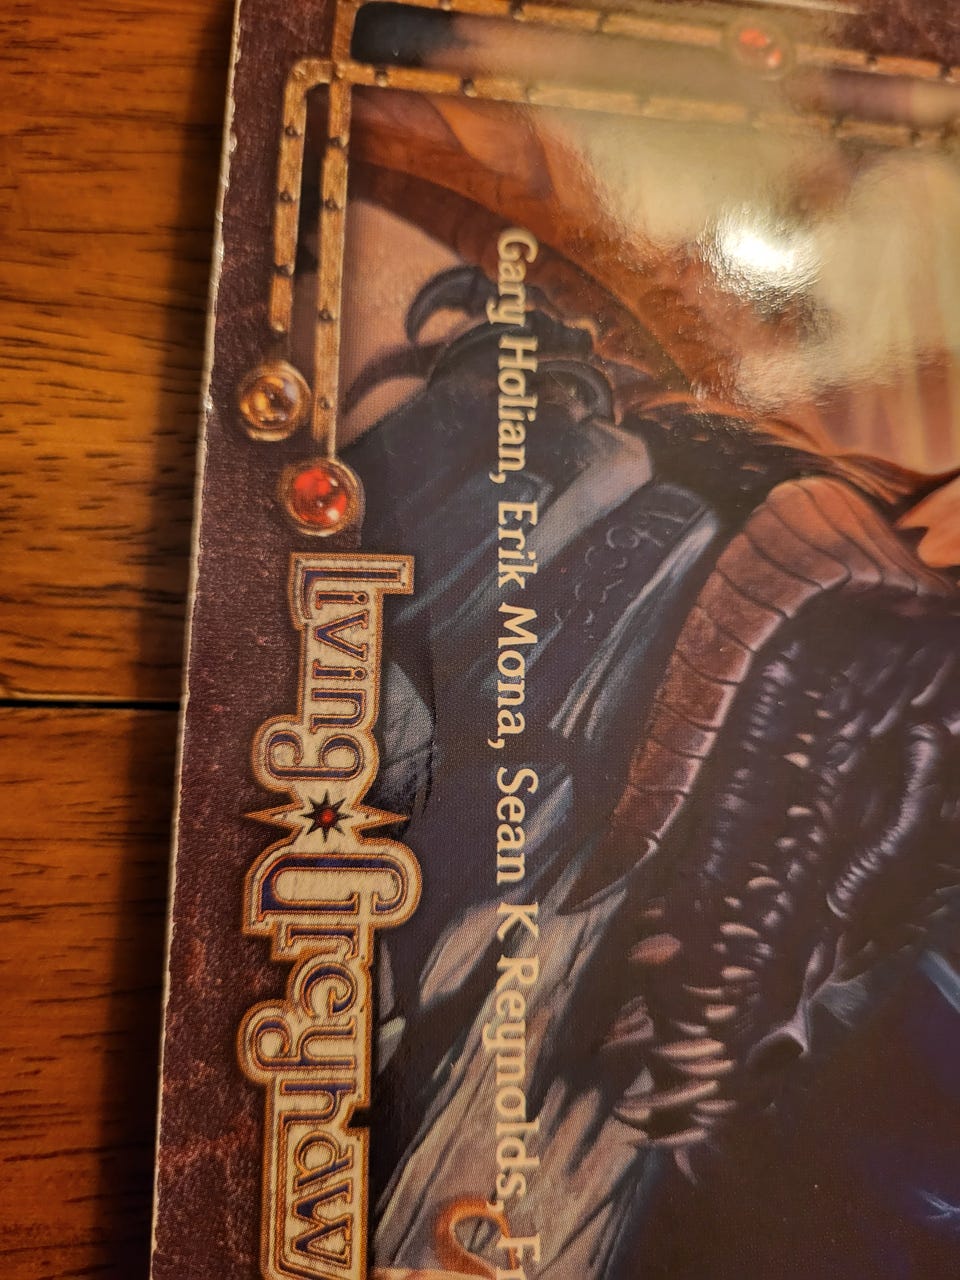 Gary Holian, Erik Mona, Sean K Reynolds,
Living Greyhaw